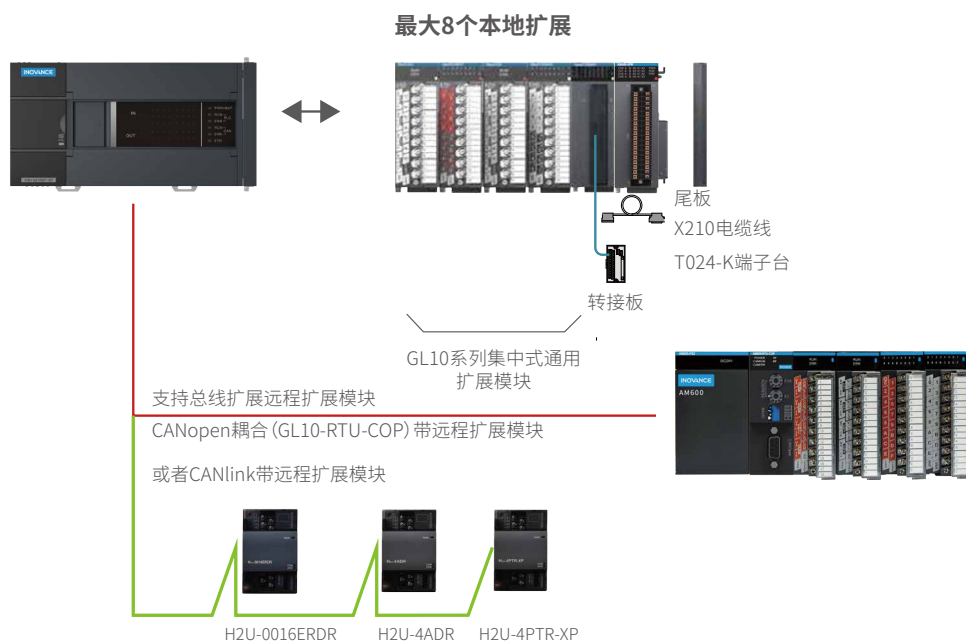 最大8个本地扩展
INOVANCE
IN
OUT
尾板
X210电缆线
T024-K端子台
转接板
GL10系列集中式通用
扩展模块
INOVANCE
AM600
支持总线扩展远程扩展模块
CANopen耦合(GL10-RTU-COP)带远程扩展模块
或者CANlink带远程扩展模块
H2U-0016ERDR
H2U-4ADR
H2U-4PTR-XP